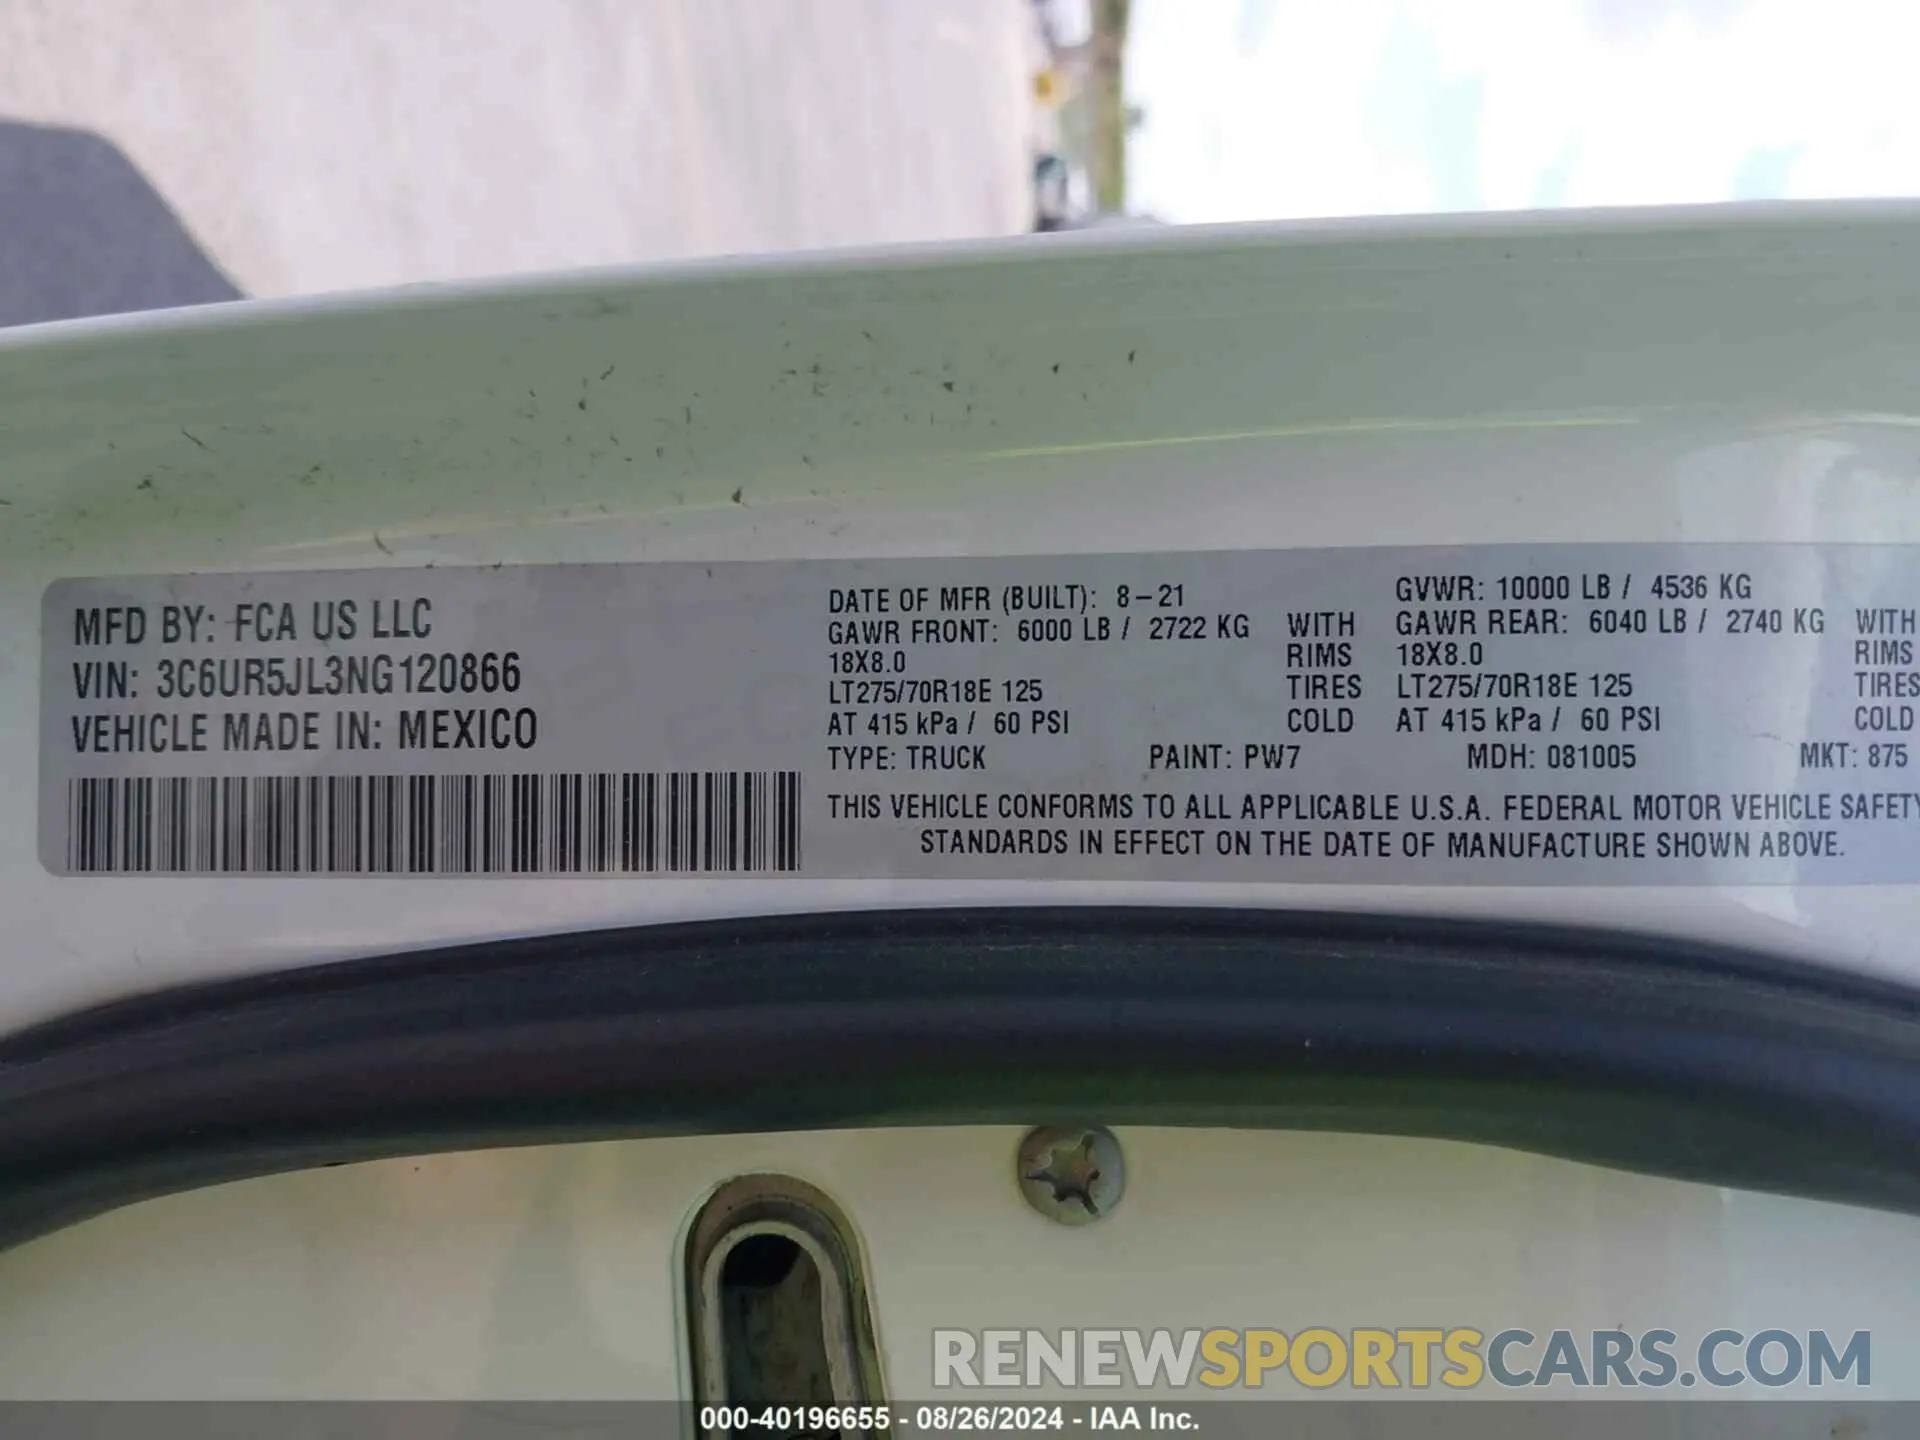 MFD BY: FCA US LLC
VIN: 3C6UR5JL3NG120866
VEHICLE MADE IN: MEXICO
DATE OF MFR (BUILT): 8-21 GVWR: 10000 LB / 4536 KG
GAWR FRONT: 6000 LB / 2722 KG WITH GAWR REAR: 6040 LB / 2740 KG WITH
18X8.0 RIMS 18X8.0 RIMS
LT275/70R18E 125 TIRES LT275/70R18E 125 TIRES
AT 415 kPa / 60 PSI COLD AT 415 kPa / 60 PSI COLD
TYPE: TRUCK PAINT: PW7 MDH: 081005 MKT: 875
THIS VEHICLE CONFORMS TO ALL APPLICABLE U.S.A. FEDERAL MOTOR VEHICLE SAFETY
STANDARDS IN EFFECT ON THE DATE OF MANUFACTURE SHOWN ABOVE.
RENEWSPORTSCARS.COM
000-40196655 - 08/26/2024 - IAA Inc.